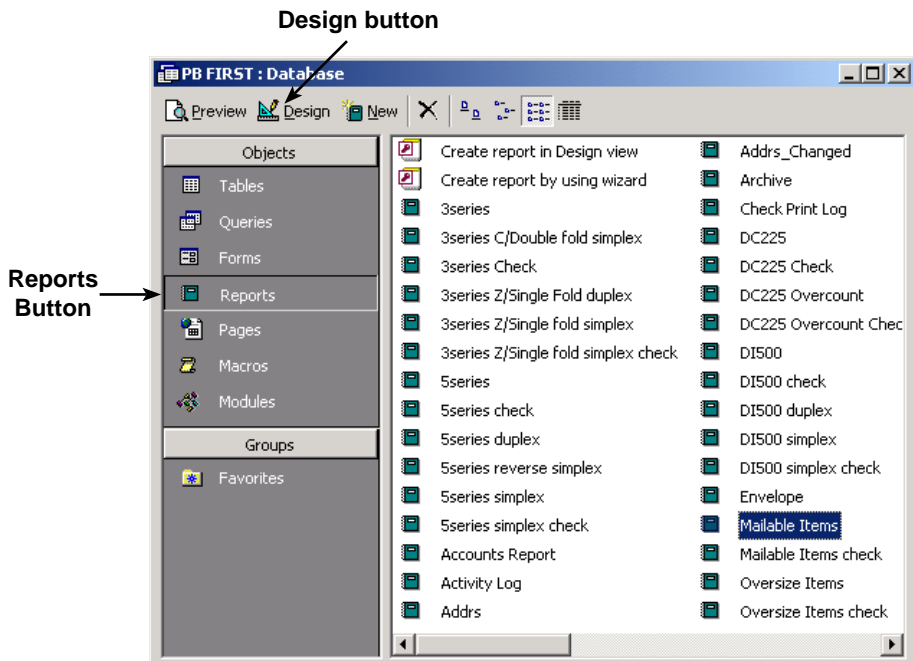 Design button
PB FIRST : Database
Preview Design New
Objects
Tables
Queries
Forms
Reports
Pages
Macros
Modules
Groups
Favorites
Reports
Button
Create report in Design view
Create report by using wizard
3series
3series C/Double fold simplex
3series Check
3series Z/Single Fold duplex
3series Z/Single fold simplex
3series Z/Single fold simplex check
5series
5series check
5series duplex
5series reverse simplex
5series simplex
5series simplex check
Accounts Report
Activity Log
Addrs
Addrs_Changed
Archive
Check Print Log
DC225
DC225 Check
DC225 Overcount
DC225 Overcount Chec
DI500
DI500 check
DI500 duplex
DI500 simplex
DI500 simplex check
Envelope
Mailable Items
Mailable Items check
Oversize Items
Oversize Items check